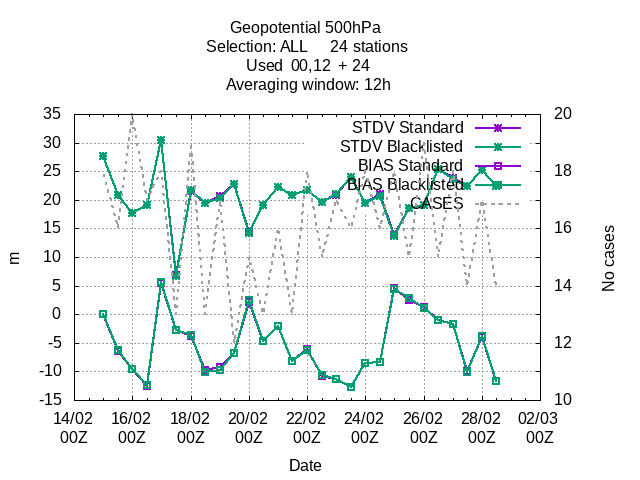 Geopotential 500hPa
Selection: ALL 24 stations
Used 00,12 + 24
Averaging window: 12h
35
30
25
20
15
10
5
0
-5
-10
-15
m
20
18
16
14
12
10
No cases
STDV Standard
STDV Blacklisted
BIAS Standard
BIAS Blacklisted
CASES
14/02 16/02 18/02 20/02 22/02 24/02 26/02 28/02 02/03
00Z 00Z 00Z 00Z 00Z 00Z 00Z 00Z 00Z
Date